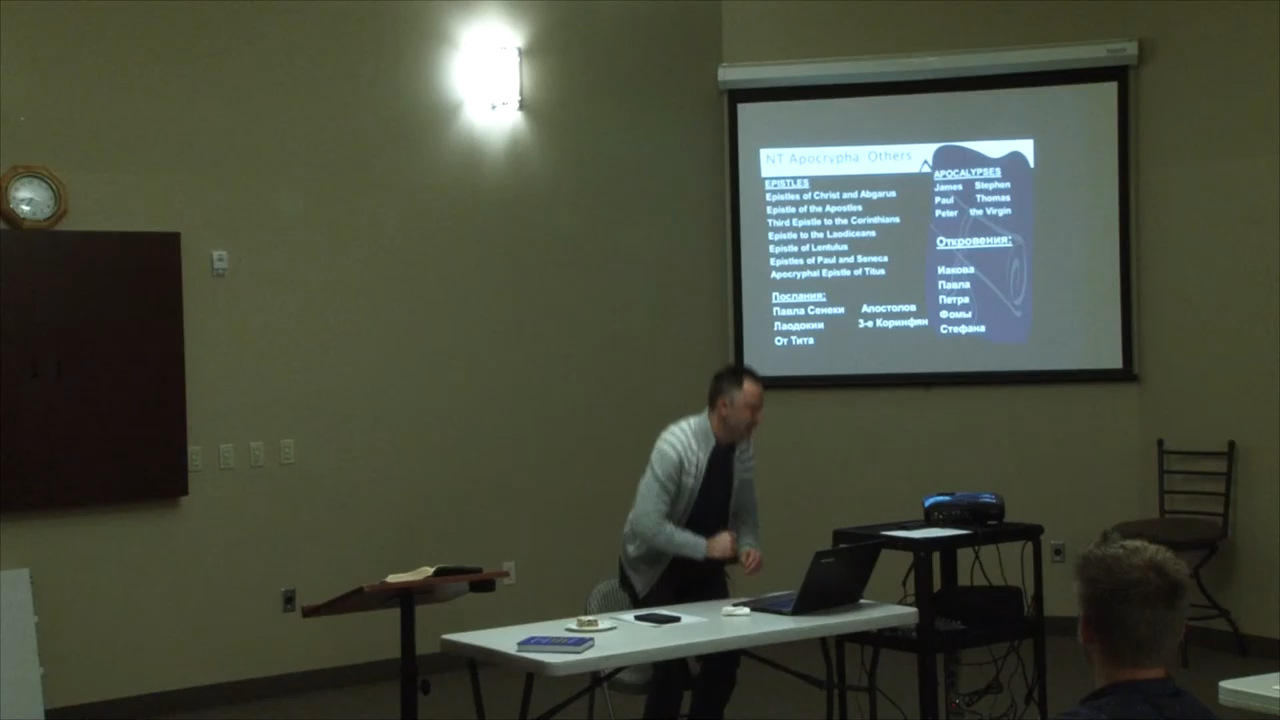 NT Apocrypha Others
EPISTLES
Epistles of Christ and Abgarus
Epistle of the Apostles
Third Epistle to the Corinthians
Epistle to the Laodiceans
Epistle of Lentulus
Epistles of Paul and Seneca
Apocryphal Epistle of Titus
Послания:
Павла Сенеки Апостолов
Лаодокии 3-е Коринфян
От Тита
APOCALYPSES
James Stephen
Paul Thomas
Peter the Virgin
Откровения:
Иакова
Павла
Петра
Фомы
Стефана